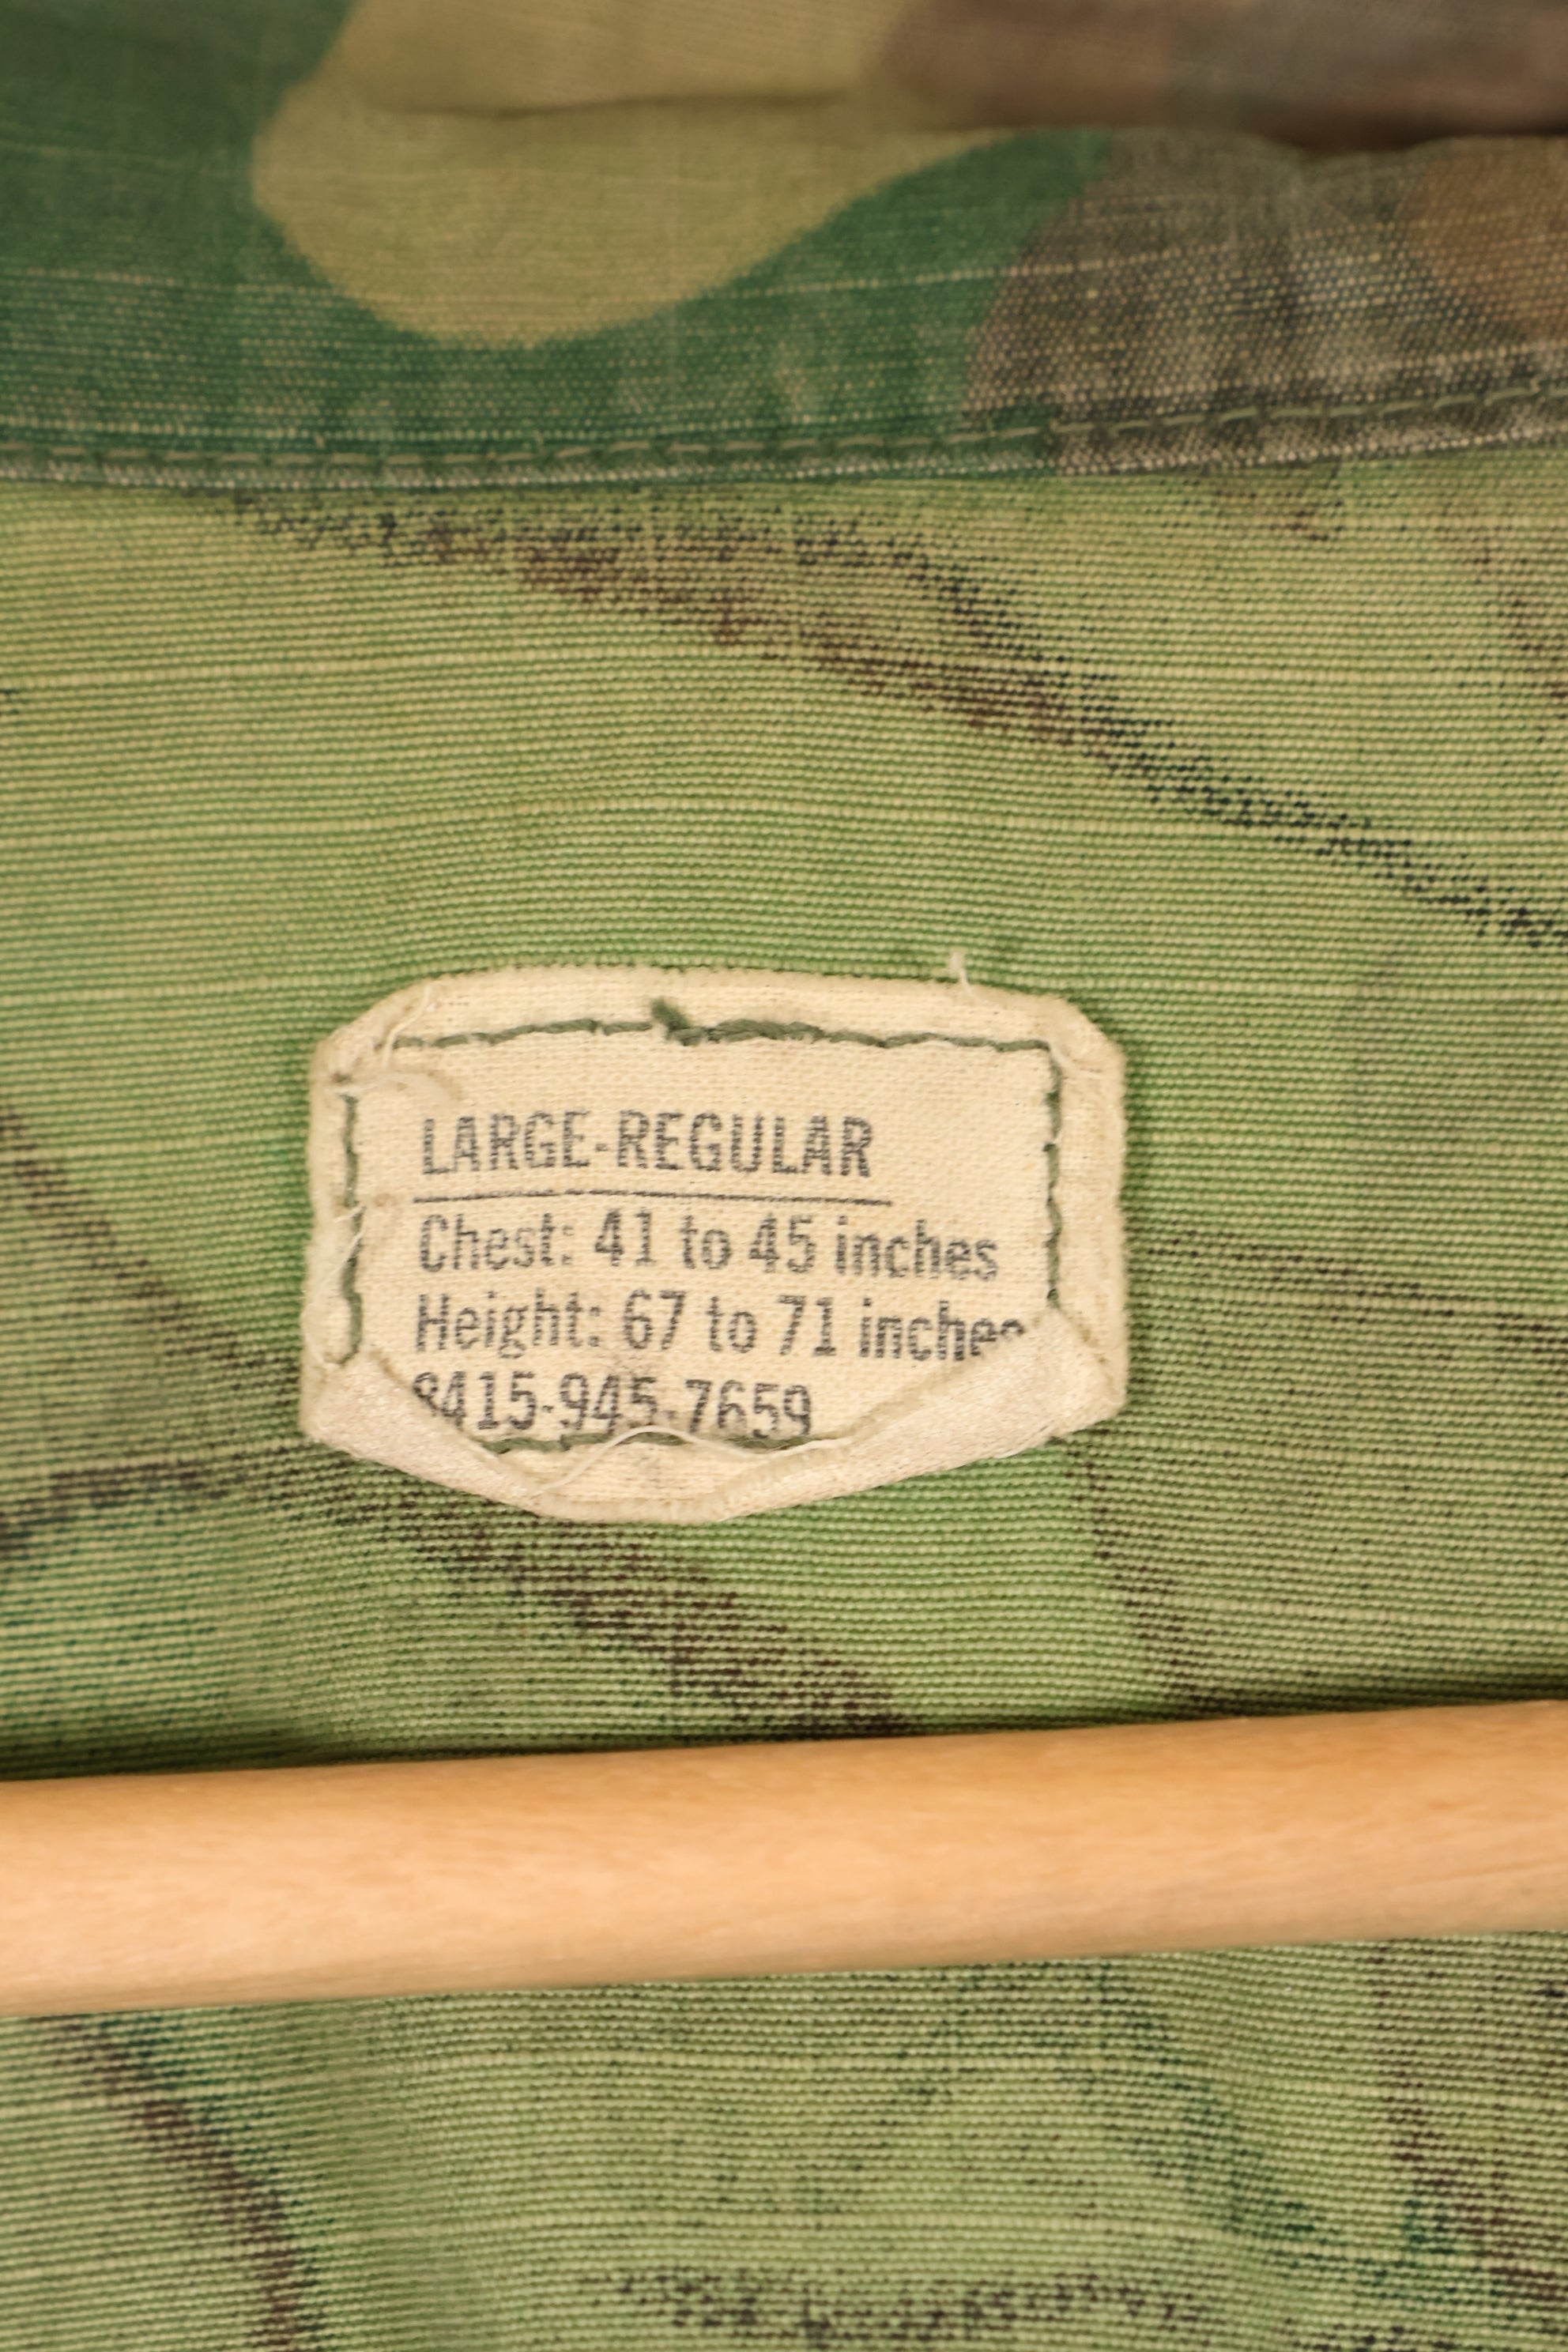 LARGE-REGULAR
Chest: 41 to 45 inches
Height: 67 to 71 inches
8415-945-7659